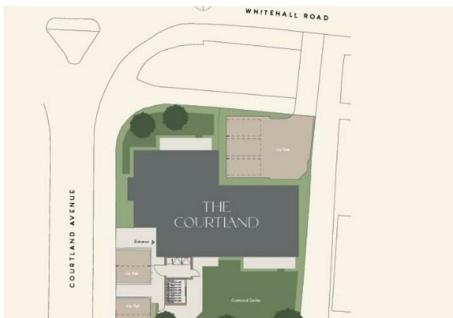 WHITEHALL ROAD
Car Park
THE
COURTLAND
COURTLAND AVENUE
Entrance
Car Park
Car Park
Communal Garden